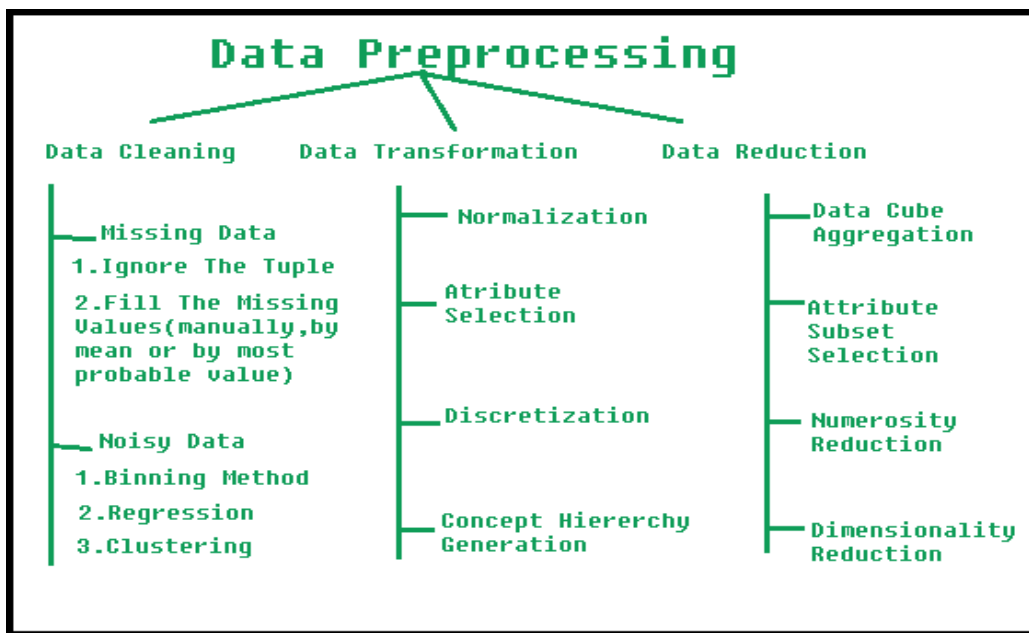 Data Preprocessing
Data Cleaning
Missing Data
1.Ignore The Tuple
2.Fill The Missing
Values(manually,by
mean or by most
probable value)
Noisy Data
1.Binning Method
2.Regression
3.Clustering
Data Transformation
Normalization
Atribute
Selection
Discretization
Concept Hiererchy
Generation
Data Reduction
Data Cube
Aggregation
Attribute
Subset
Selection
Numerosity
Reduction
Dimensionality
Reduction